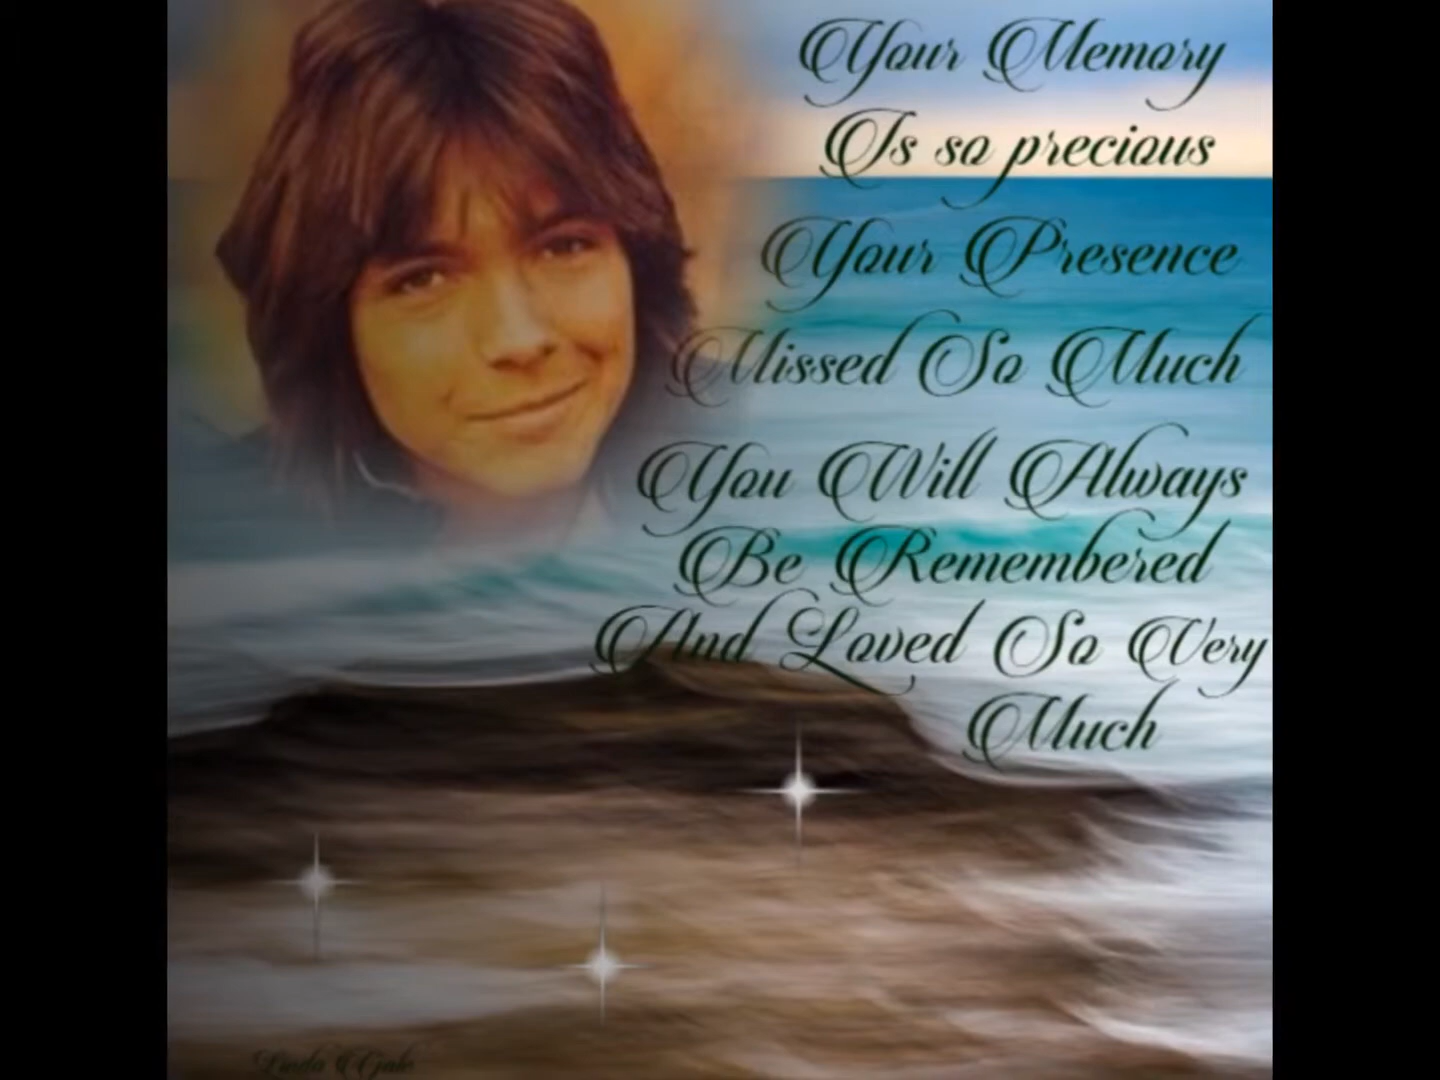 Your Memory
Is so precious
Your Presence
Missed So Much
You Will Always
Be Remembered
And Loved So Very
Much
Linda